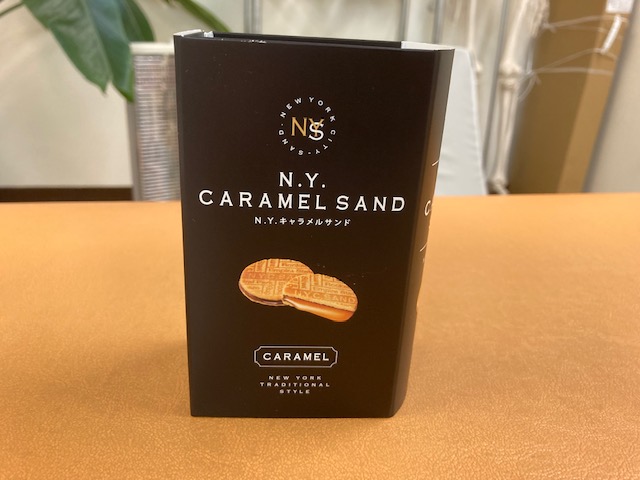 NEW YORK CITY · SAND ·
NYS
N.Y.
CARAMEL SAND
N.Y.キャラメルサンド
N.Y.C. SAND
CARAMEL
NEW YORK
TRADITIONAL
STYLE